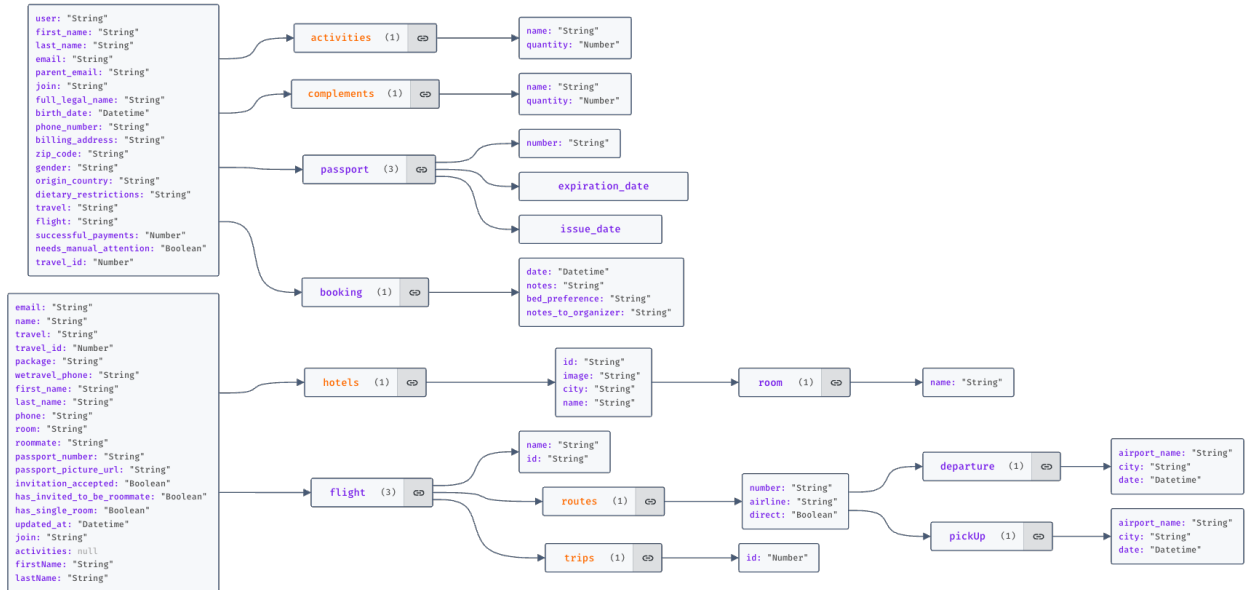 user: "String"
first_name: "String"
last_name: "String"
email: "String"
parent_email: "String"
join: "String"
full_legal_name: "String"
birth_date: "Datetime"
phone_number: "String"
billing_address: "String"
zip_code: "String"
gender: "String"
origin_country: "String"
dietary_restrictions: "String"
travel: "String"
flight: "String"
successful_payments: "Number"
needs_manual_attention: "Boolean"
travel_id: "Number"
activities (1)
name: "String"
quantity: "Number"
complements (1)
name: "String"
quantity: "Number"
passport (3)
number: "String"
expiration_date
issue_date
booking (1)
date: "Datetime"
notes: "String"
bed_preference: "String"
notes_to_organizer: "String"
email: "String"
name: "String"
travel: "String"
travel_id: "Number"
package: "String"
wetravel_phone: "String"
first_name: "String"
last_name: "String"
phone: "String"
room: "String"
roommate: "String"
passport_number: "String"
passport_picture_url: "String"
invitation_accepted: "Boolean"
has_invited_to_be_roommate: "Boolean"
has_single_room: "Boolean"
updated_at: "Datetime"
join: "String"
activities: null
firstName: "String"
lastName: "String"
hotels (1)
id: "String"
image: "String"
city: "String"
name: "String"
room (1)
name: "String"
flight (3)
name: "String"
id: "String"
routes (1)
number: "String"
airline: "String"
direct: "Boolean"
departure (1)
airport_name: "String"
city: "String"
date: "Datetime"
pickUp (1)
airport_name: "String"
city: "String"
date: "Datetime"
trips (1)
id: "Number"